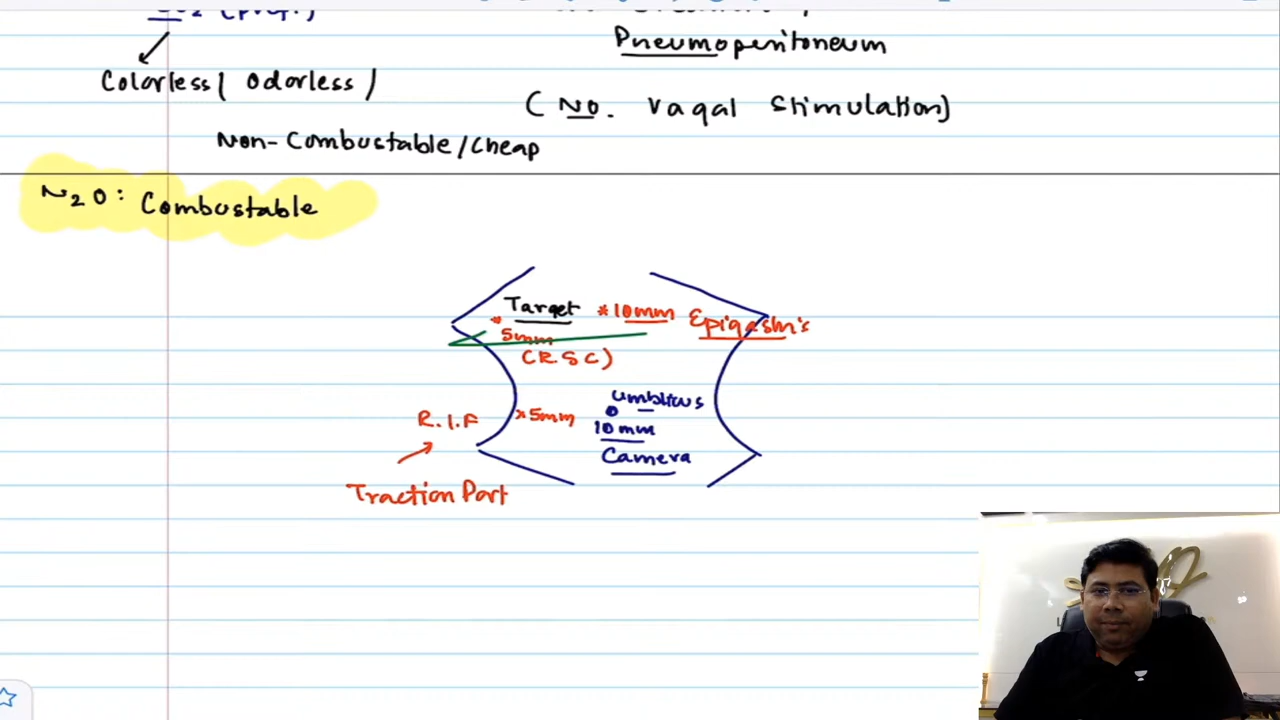 Colorless / Odorless /
Non-Combustable / Cheap
Pneumoperitoneum
(No. Vagal Stimulation)
N2O: Combustable
Target *10mm Epigastric
*
5mm
(R.S.C)
umbilicus
R.I.F *5mm
10mm
Camera
Traction Port